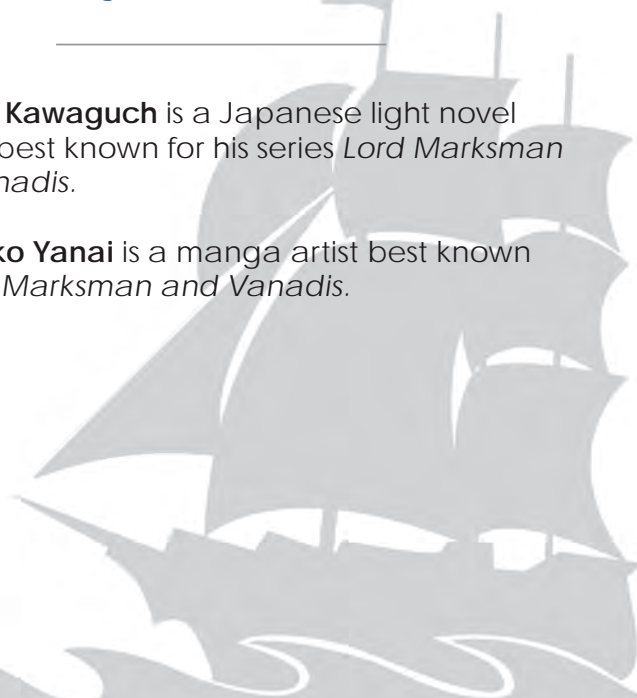 Kawaguch is a Japanese light novel
best known for his series Lord Marksman
nadis.
ko Yanai is a manga artist best known
Marksman and Vanadis.